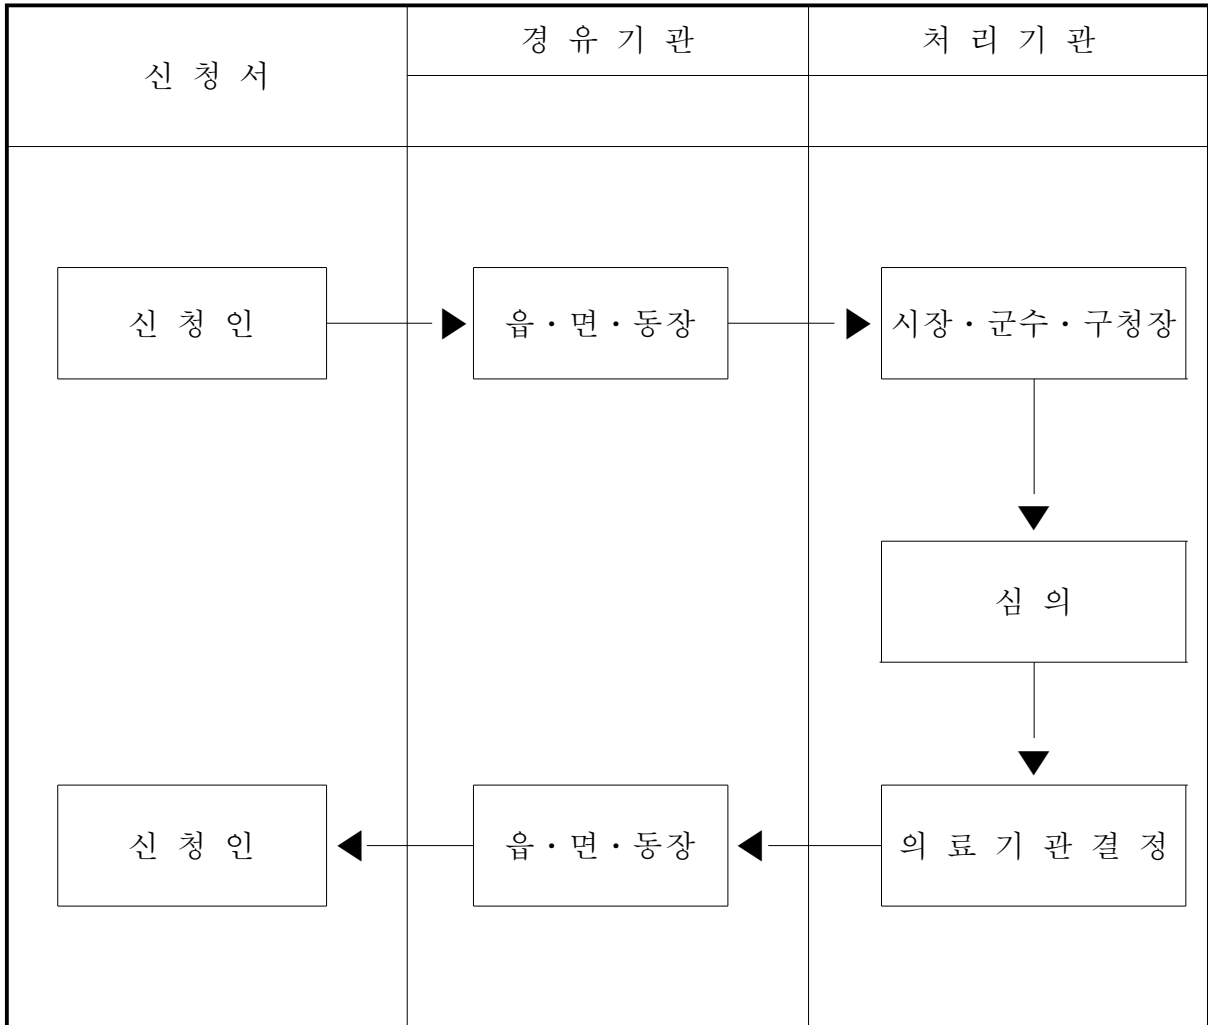 신 청 서
경 유 기 관
처 리 기 관
신 청 인
읍·면·동장
시장·군수·구청장
심 의
신 청 인
읍·면·동장
의 료 기 관 결 정